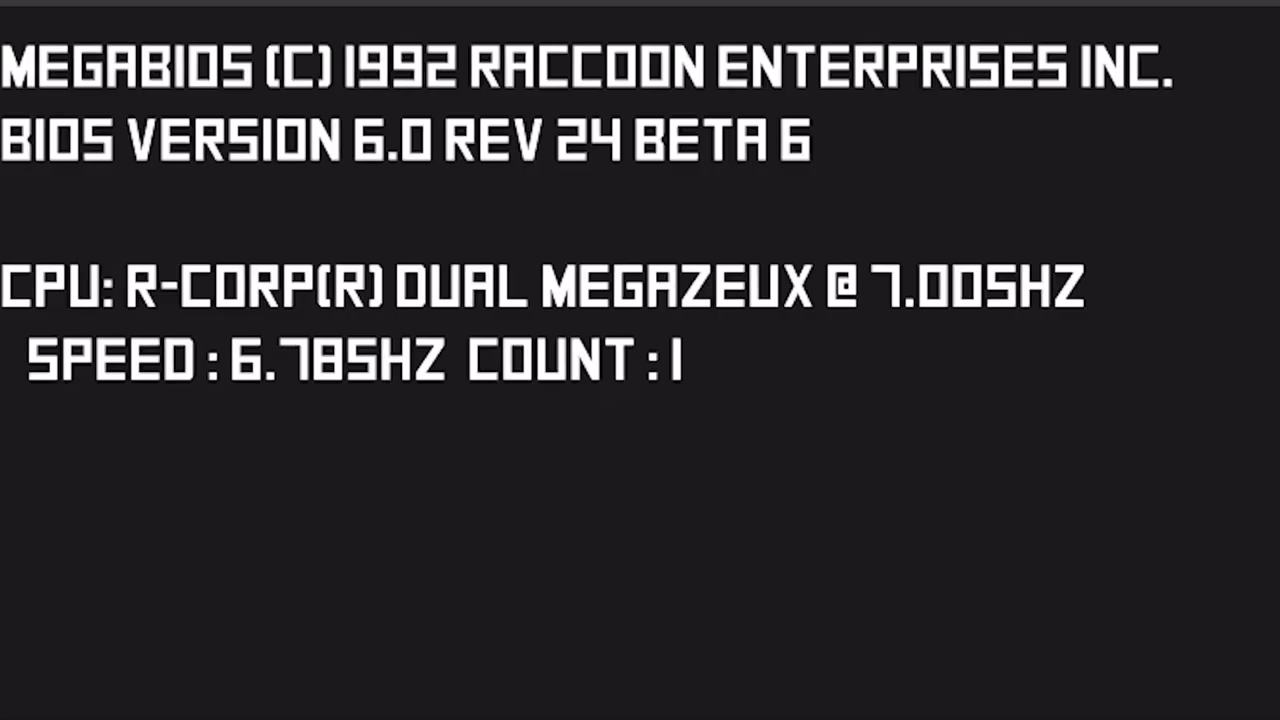 MEGABIOS (C) 1992 RACCOON ENTERPRISES INC.
BIOS VERSION 6.0 REV 24 BETA 6
CPU: R-CORP(R) DUAL MEGAZEUX @ 7.00SHZ
SPEED : 6.78SHZ COUNT : 1